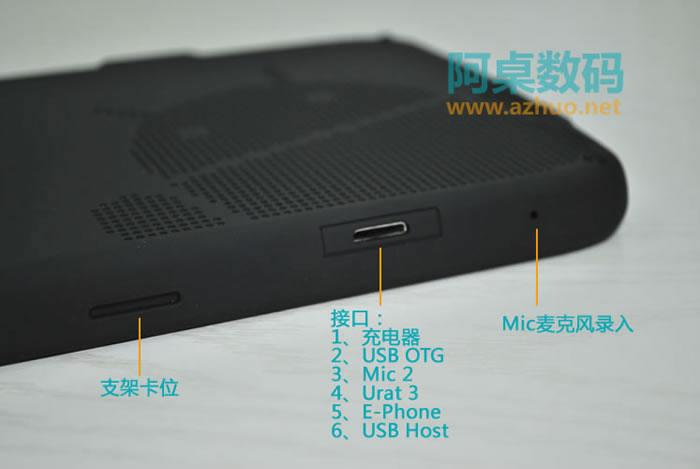 阿桌数码
www.azhuo.net
接口：
1、充电器
2、USB OTG
3、Mic 2
4、Urat 3
5、E-Phone
6、USB Host
Mic麦克风录入
支架卡位